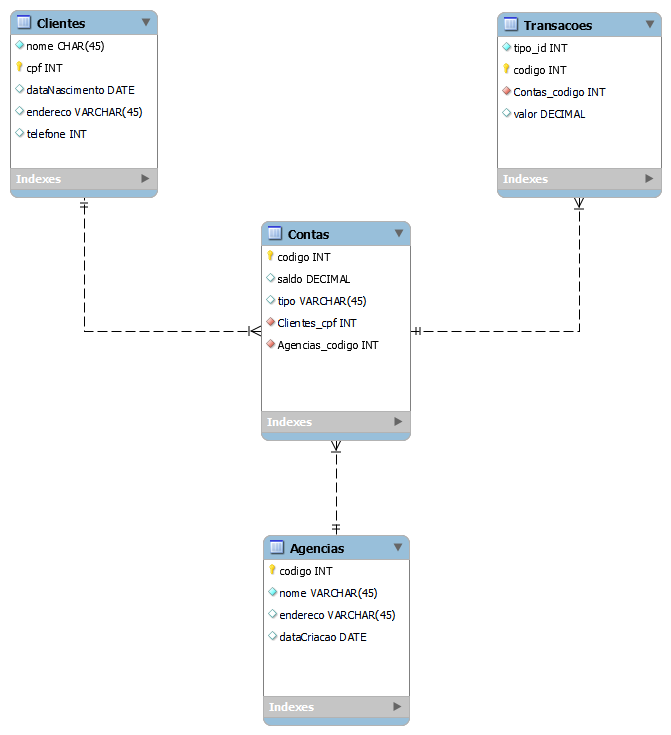 Clientes
nome CHAR(45)
cpf INT
dataNascimento DATE
endereco VARCHAR(45)
telefone INT
Indexes
Transacoes
tipo_id INT
codigo INT
Contas_codigo INT
valor DECIMAL
Indexes
Contas
codigo INT
saldo DECIMAL
tipo VARCHAR(45)
Clientes_cpf INT
Agencias_codigo INT
Indexes
Agencias
codigo INT
nome VARCHAR(45)
endereco VARCHAR(45)
dataCriacao DATE
Indexes